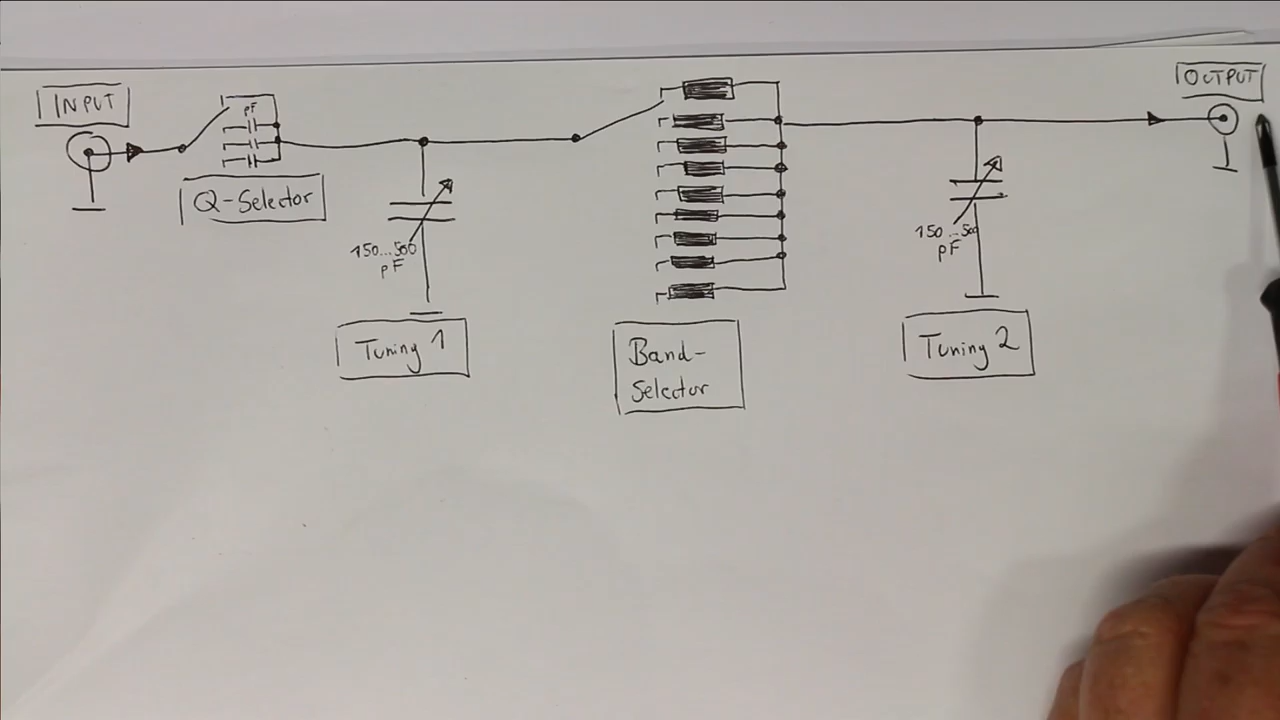 INPUT
pF
Q-Selector
150...500
pF
Tuning 1
Band-
Selector
150...500
pF
Tuning 2
OUTPUT